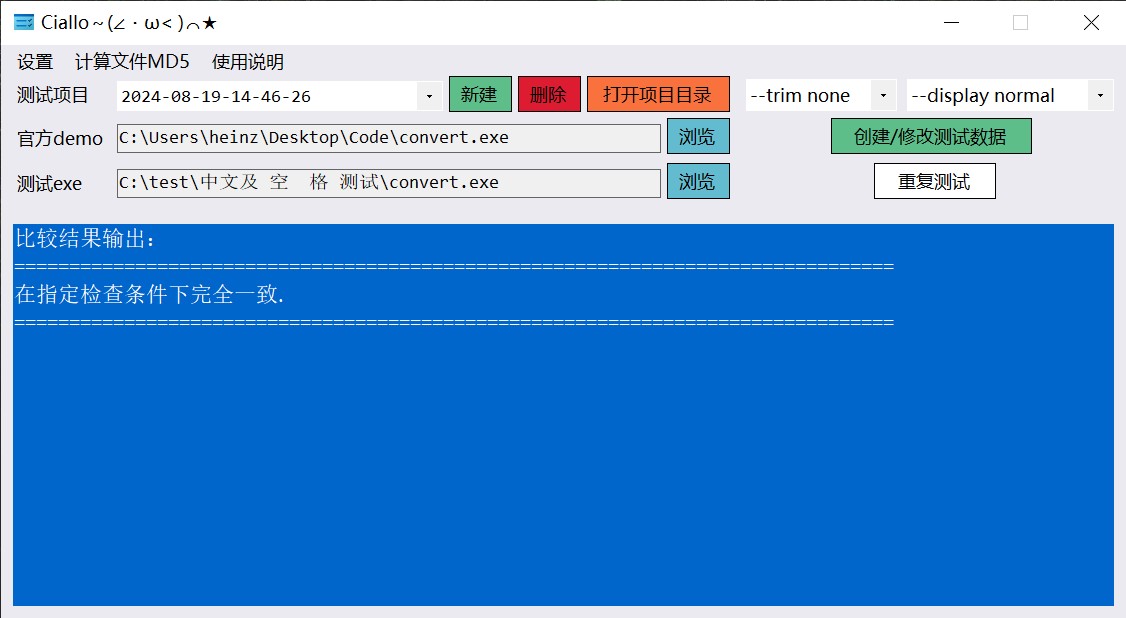 Ciallo～(∠・ω< )⌒★
设置 计算文件MD5 使用说明
测试项目 2024-08-19-14-46-26 新建 删除 打开项目目录 --trim none --display normal
官方demo C:\Users\heinz\Desktop\Code\convert.exe 浏览 创建/修改测试数据
测试exe C:\test\中文及 空  格 测试\convert.exe 浏览 重复测试
比较结果输出：
================================================================================
在指定检查条件下完全一致.
================================================================================